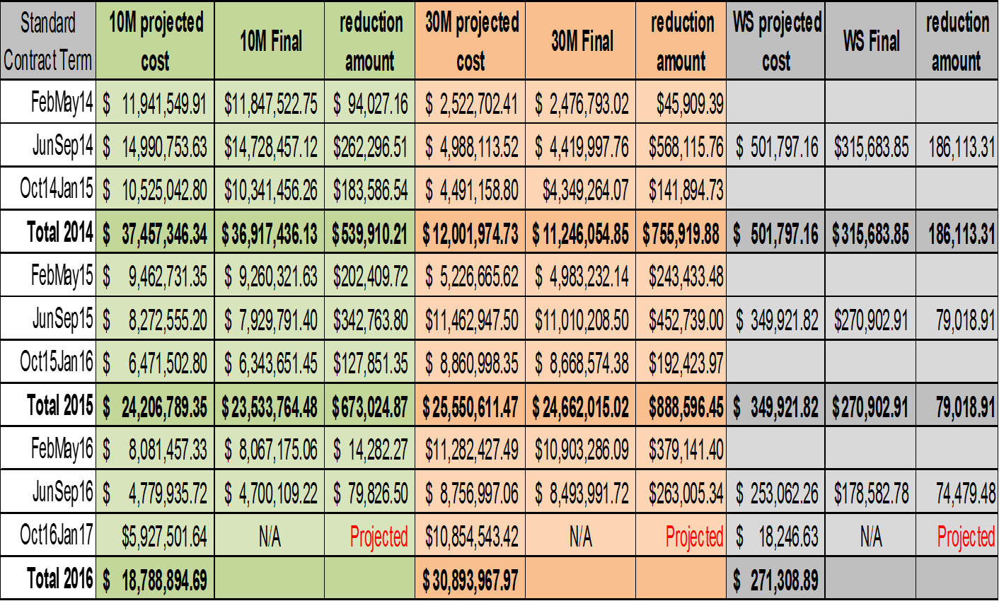 Standard Contract Term 10M projected cost 10M Final reduction amount 30M projected cost 30M Final reduction amount WS projected cost WS Final reduction amount
FebMay14 $ 11,941,549.91 $11,847,522.75 $ 94,027.16 $ 2,522,702.41 $ 2,476,793.02 $45,909.39
JunSep14 $ 14,990,753.63 $14,728,457.12 $262,296.51 $ 4,988,113.52 $ 4,419,997.76 $568,115.76 $ 501,797.16 $315,683.85 186,113.31
Oct14Jan15 $ 10,525,042.80 $10,341,456.26 $183,586.54 $ 4,491,158.80 $4,349,264.07 $141,894.73
Total 2014 $ 37,457,346.34 $36,917,436.13 $539,910.21 $12,001,974.73 $11,246,054.85 $755,919.88 $ 501,797.16 $315,683.85 186,113.31
FebMay15 $ 9,462,731.35 $ 9,260,321.63 $202,409.72 $ 5,226,665.62 $ 4,983,232.14 $243,433.48
JunSep15 $ 8,272,555.20 $ 7,929,791.40 $342,763.80 $11,462,947.50 $11,010,208.50 $452,739.00 $ 349,921.82 $270,902.91 79,018.91
Oct15Jan16 $ 6,471,502.80 $ 6,343,651.45 $127,851.35 $ 8,860,998.35 $ 8,668,574.38 $192,423.97
Total 2015 $ 24,206,789.35 $23,533,764.48 $673,024.87 $25,550,611.47 $24,662,015.02 $888,596.45 $ 349,921.82 $270,902.91 79,018.91
FebMay16 $ 8,081,457.33 $ 8,067,175.06 $ 14,282.27 $11,282,427.49 $10,903,286.09 $379,141.40
JunSep16 $ 4,779,935.72 $ 4,700,109.22 $ 79,826.50 $ 8,756,997.06 $ 8,493,991.72 $263,005.34 $ 253,062.26 $178,582.78 74,479.48
Oct16Jan17 $5,927,501.64 N/A Projected $10,854,543.42 N/A Projected $ 18,246.63 N/A Projected
Total 2016 $ 18,788,894.69 $30,893,967.97 $ 271,308.89